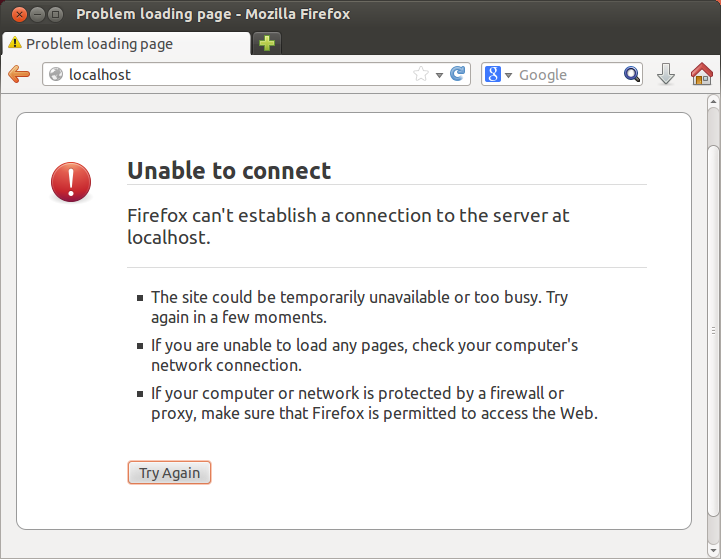 Problem loading page - Mozilla Firefox
Problem loading page
localhost
Google
Unable to connect
Firefox can't establish a connection to the server at
localhost.
The site could be temporarily unavailable or too busy. Try
again in a few moments.
If you are unable to load any pages, check your computer's
network connection.
If your computer or network is protected by a firewall or
proxy, make sure that Firefox is permitted to access the Web.
Try Again